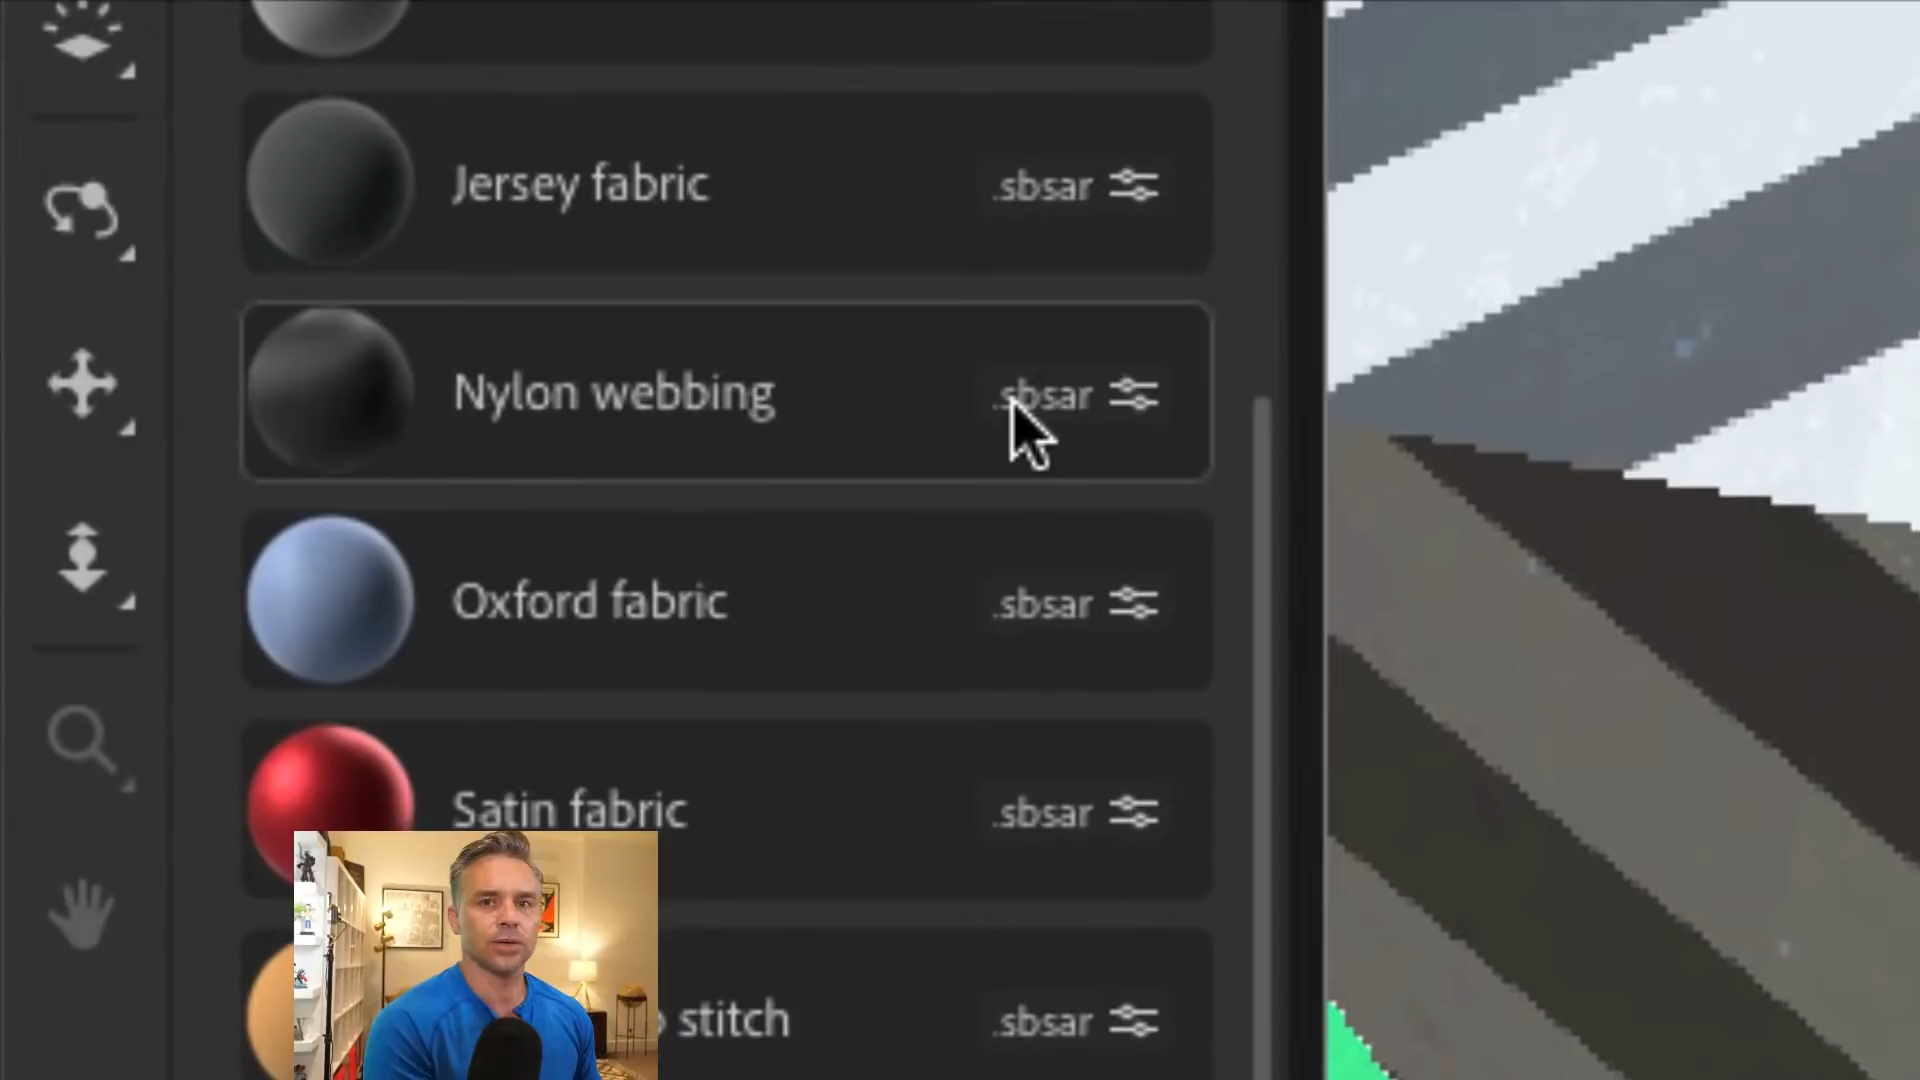 Jersey fabric .sbsar
Nylon webbing .sbsar
Oxford fabric .sbsar
Satin fabric .sbsar
stitch .sbsar